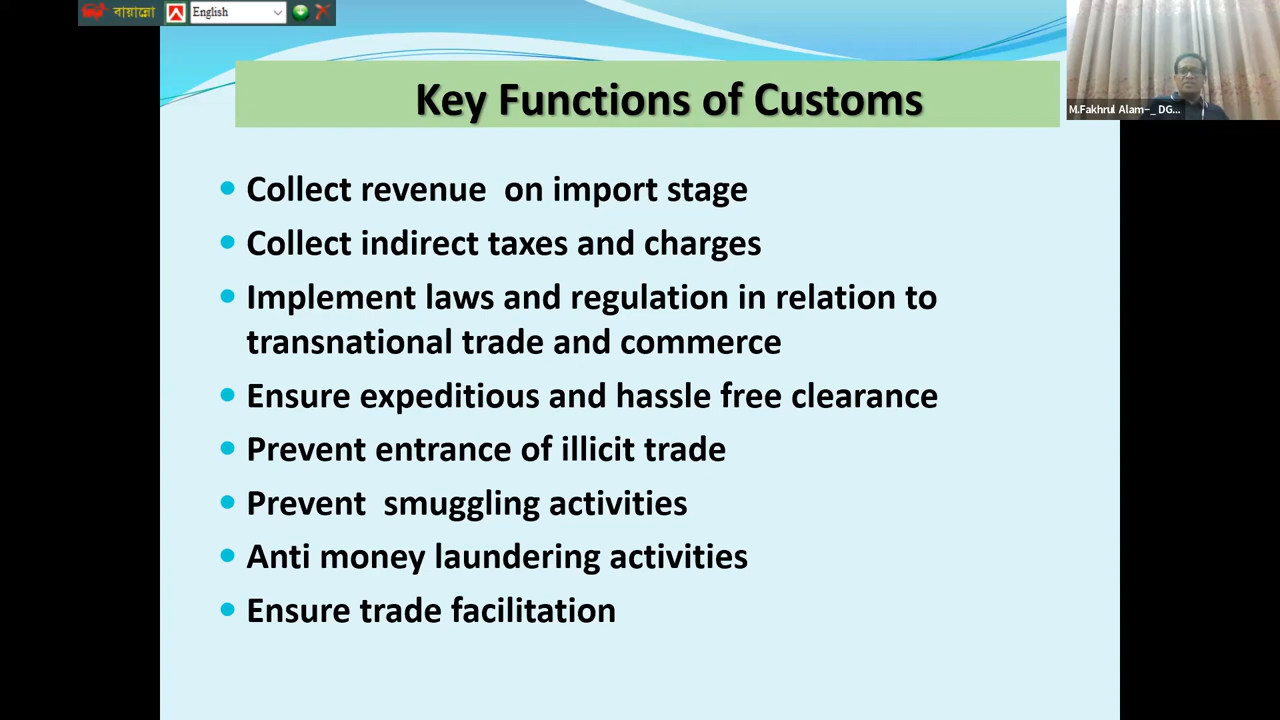 বায়ান্নো
English
Key Functions of Customs
M.Fakhrul Alam-_ DG...
• Collect revenue  on import stage
• Collect indirect taxes and charges
• Implement laws and regulation in relation to
transnational trade and commerce
• Ensure expeditious and hassle free clearance
• Prevent entrance of illicit trade
• Prevent  smuggling activities
• Anti money laundering activities
• Ensure trade facilitation